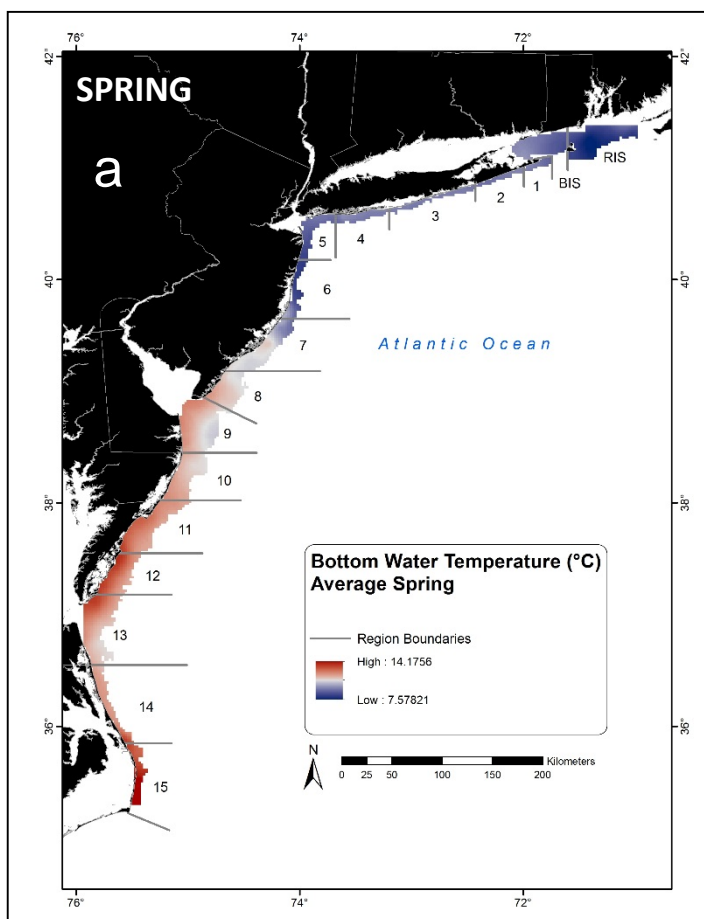 76°
74°
72°
42°
42°
SPRING
a
RIS
BIS
1
2
3
4
5
40°
40°
6
7
Atlantic Ocean
8
9
10
38°
38°
11
12
13
14
36°
36°
15
Bottom Water Temperature (°C)
Average Spring
Region Boundaries
High : 14.1756
Low : 7.57821
N
Kilometers
0 25 50 100 150 200
76°
74°
72°